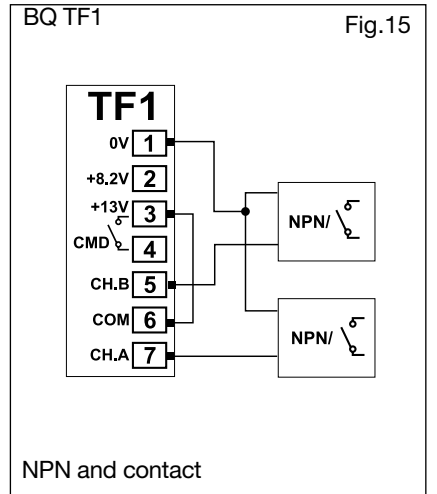 BQ TF1
Fig.15
TF1
0V 1
+8.2V 2
+13V 3
CMD 4
CH.B 5
COM 6
CH.A 7
NPN/
NPN/
NPN and contact